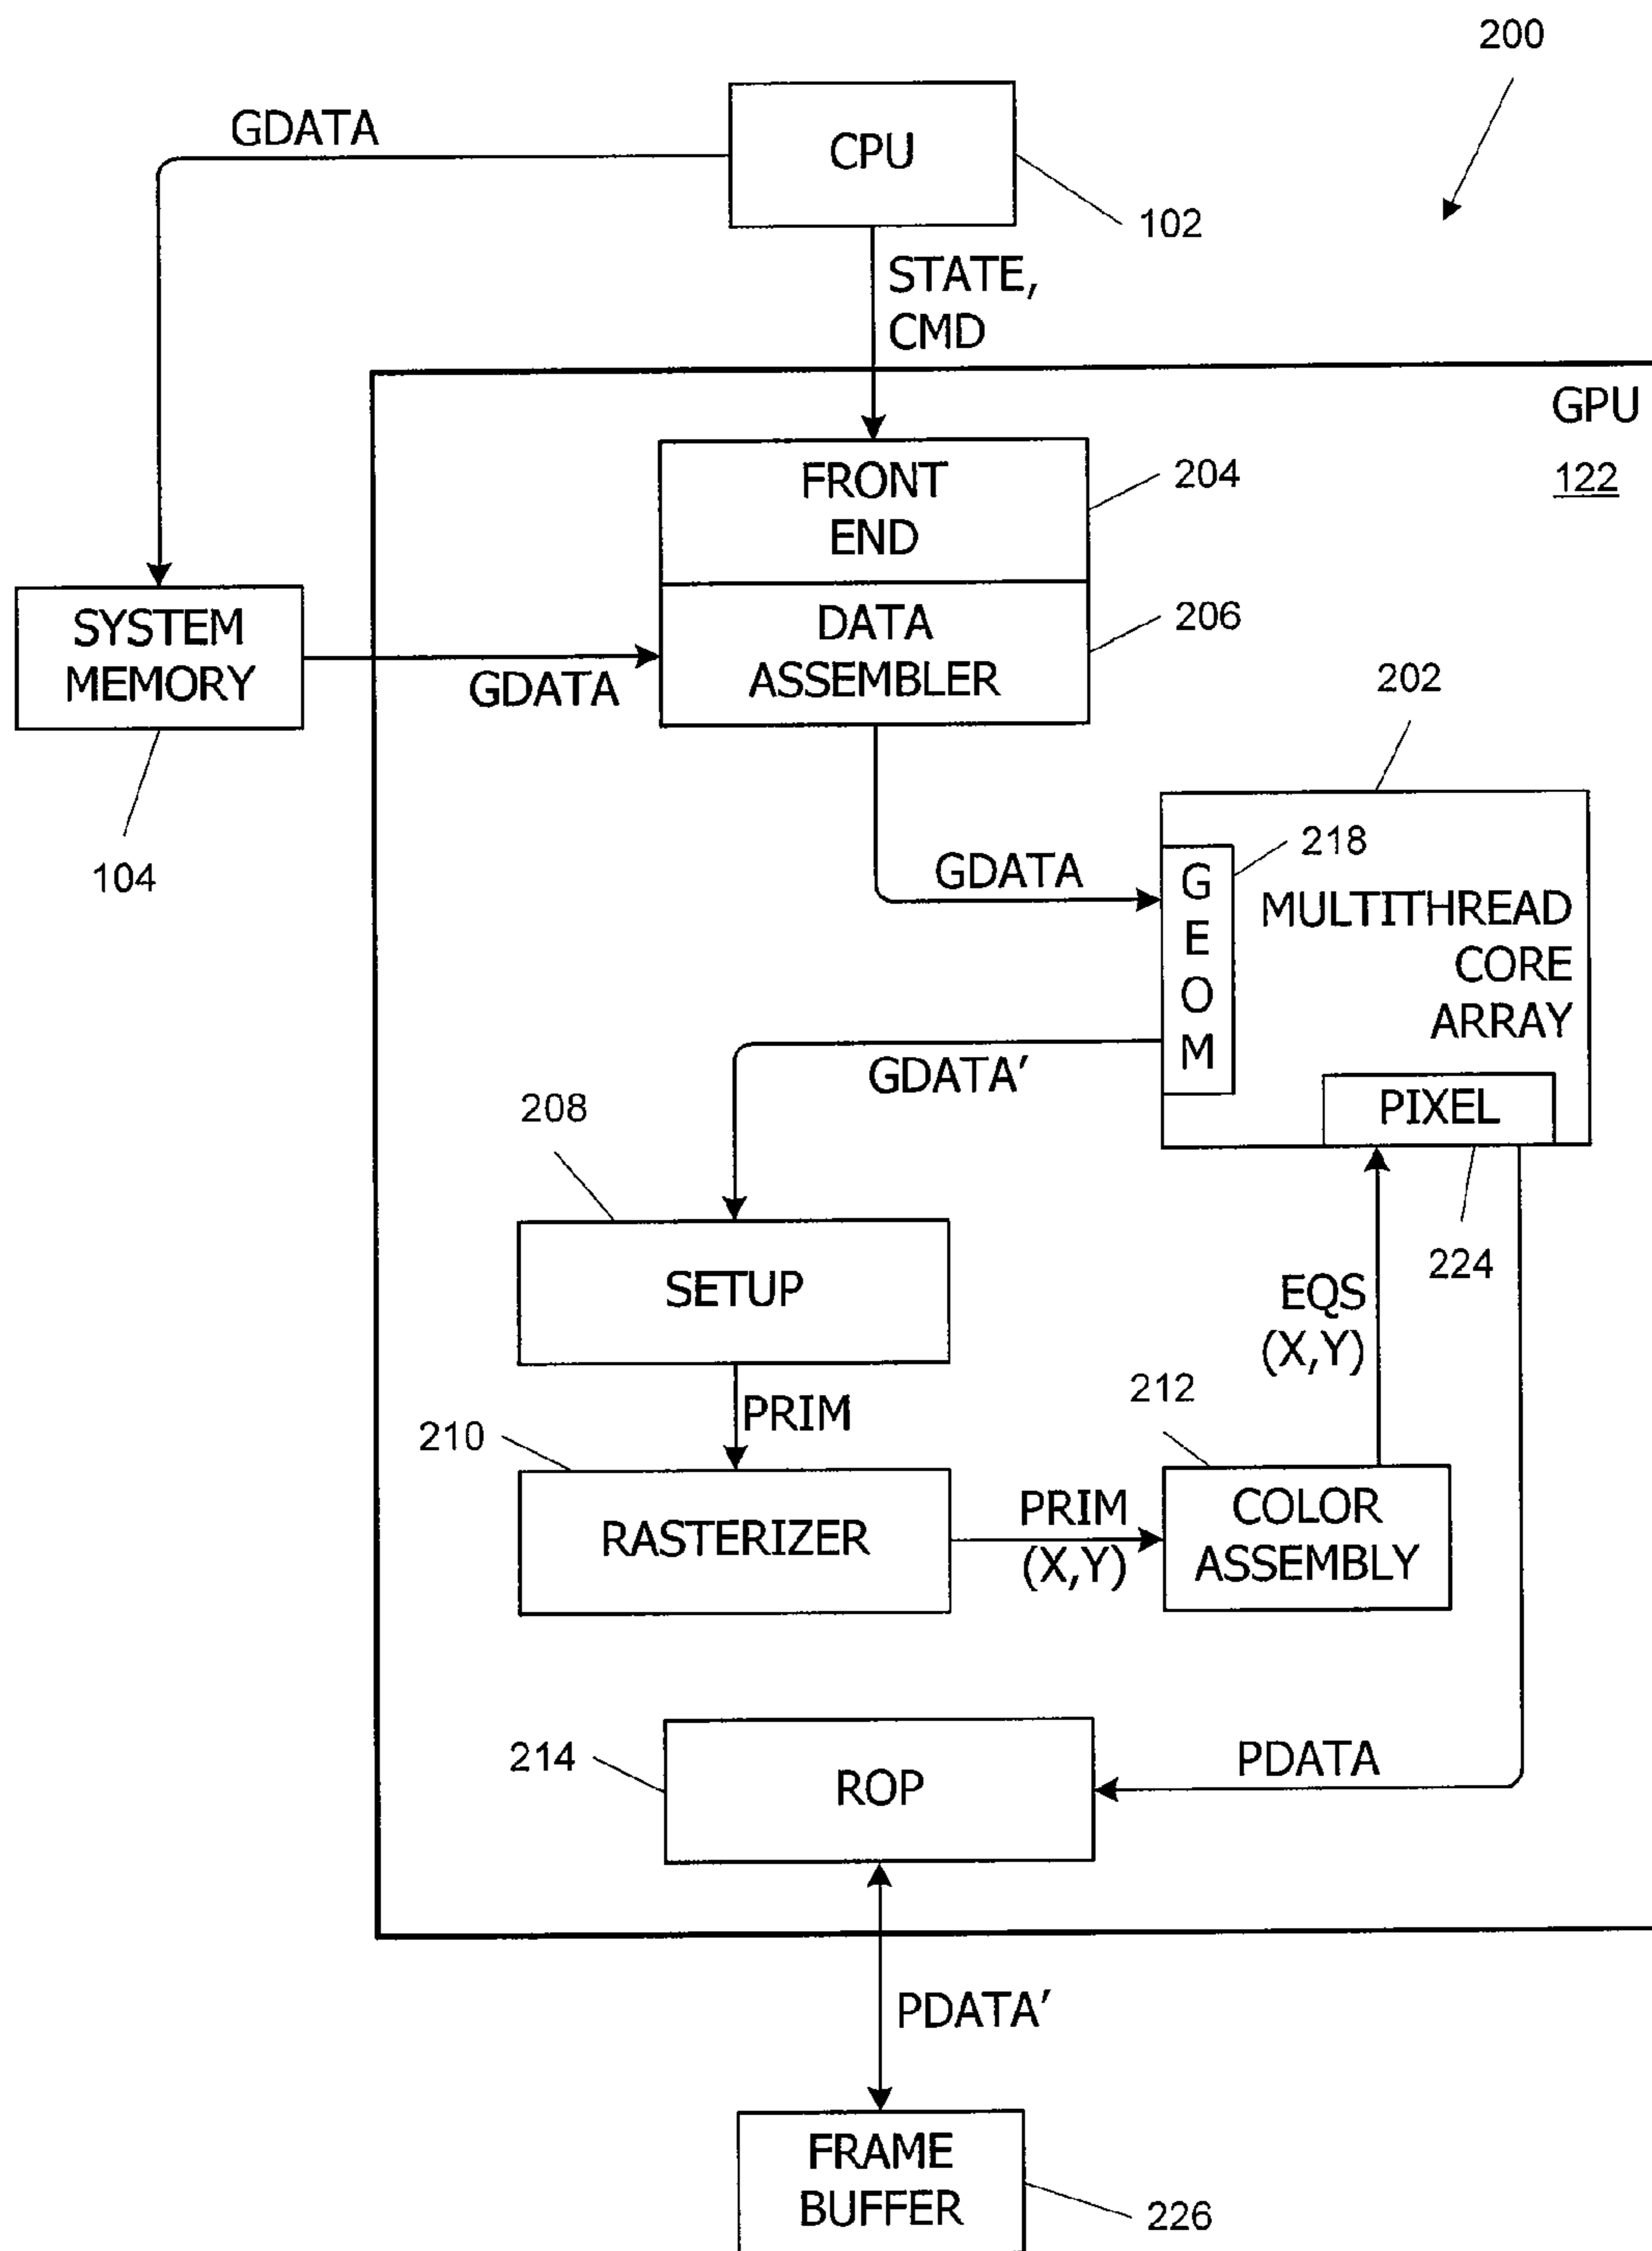 200
GDATA
CPU
102
STATE,
CMD
GPU
122
FRONT
END
204
SYSTEM
MEMORY
104
GDATA
DATA
ASSEMBLER
206
202
GDATA
218
GEOM
MULTITHREAD
CORE
ARRAY
GDATA'
PIXEL
224
208
SETUP
EQS
(X,Y)
PRIM
212
210
RASTERIZER
PRIM
(X,Y)
COLOR
ASSEMBLY
214
ROP
PDATA
PDATA'
FRAME
BUFFER
226